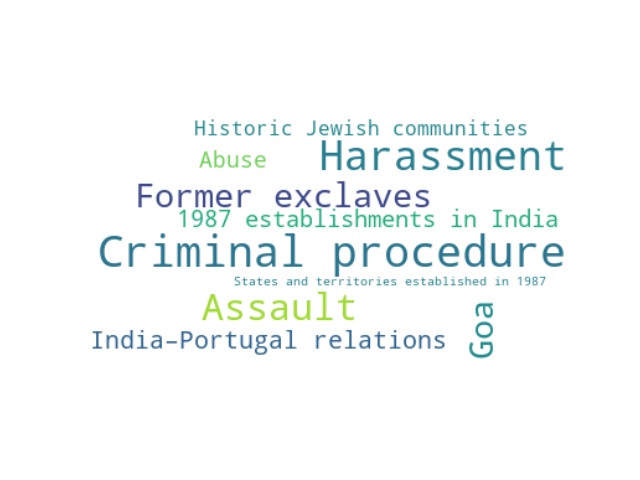 Historic Jewish communities
Abuse
Harassment
Former exclaves
1987 establishments in India
Criminal procedure
States and territories established in 1987
Assault
Goa
India–Portugal relations